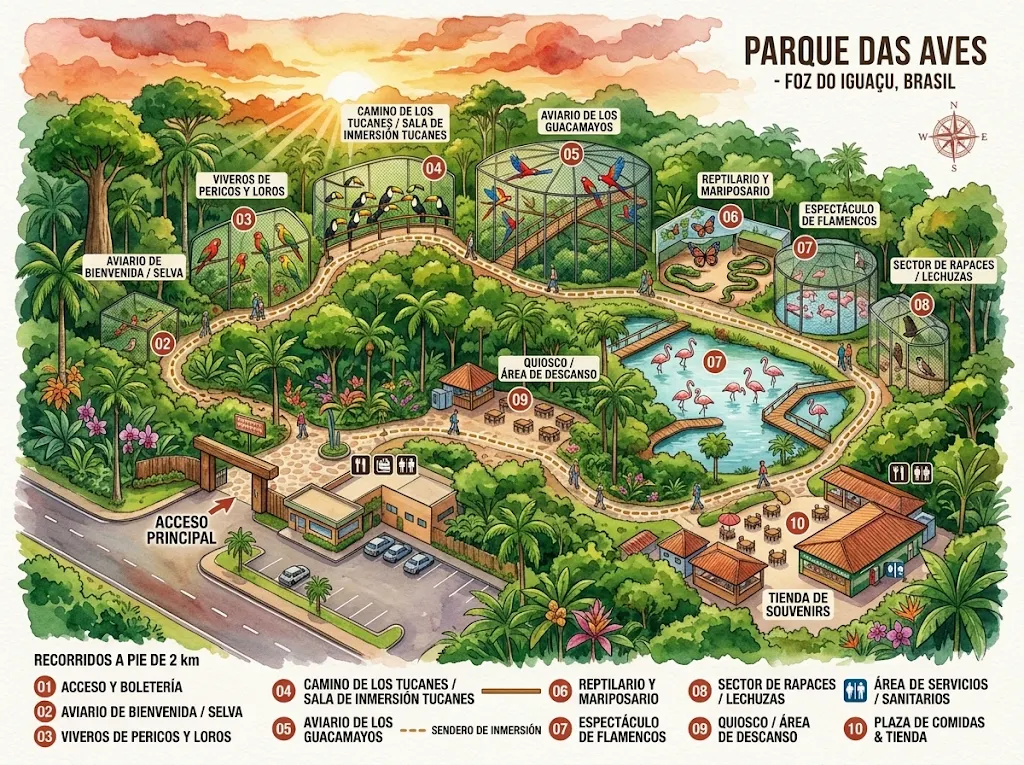 PARQUE DAS AVES
- FOZ DO IGUAÇU, BRASIL
N
W
E
S
CAMINO DE LOS
TUCANES / SALA DE
INMERSIÓN TUCANES
04
AVIARIO DE LOS
GUACAMAYOS
05
VIVEROS DE
PERICOS Y LOROS
03
REPTILARIO Y
MARIPOSARIO
06
ESPECTÁCULO
DE FLAMENCOS
07
AVIARIO DE
BIENVENIDA / SELVA
02
SECTOR DE RAPACES
/ LECHUZAS
08
QUIOSCO /
ÁREA DE DESCANSO
09
07
ACCESO
PRINCIPAL
10
TIENDA DE
SOUVENIRS
RECORRIDOS A PIE DE 2 km
01 ACCESO Y BOLETERÍA
02 AVIARIO DE BIENVENIDA / SELVA
03 VIVEROS DE PERICOS Y LOROS
04 CAMINO DE LOS TUCANES /
SALA DE INMERSIÓN TUCANES
05 AVIARIO DE LOS
GUACAMAYOS
SENDERO DE INMERSIÓN
06 REPTILARIO Y
MARIPOSARIO
07 ESPECTÁCULO
DE FLAMENCOS
08 SECTOR DE RAPACES
/ LECHUZAS
09 QUIOSCO / ÁREA
DE DESCANSO
ÁREA DE SERVICIOS
/ SANITARIOS
10 PLAZA DE COMIDAS
& TIENDA